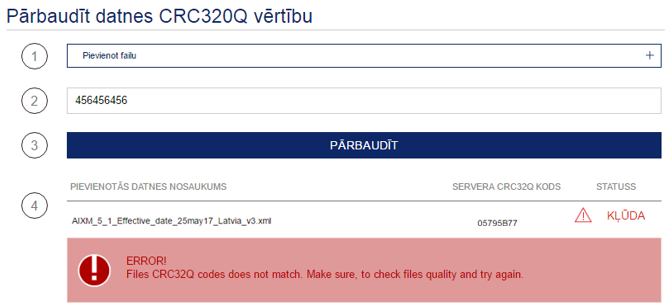 Pārbaudīt datnes CRC320Q vērtību
1
Pievienot failu +
2
456456456
3
PĀRBAUDĪT
4
PIEVIENOTĀS DATNES NOSAUKUMS SERVERA CRC32Q KODS STATUSS
AIXM_5_1_Effective_date_25may17_Latvia_v3.xml 05795B77 KĻŪDA
ERROR!
Files CRC32Q codes does not match. Make sure, to check files quality and try again.